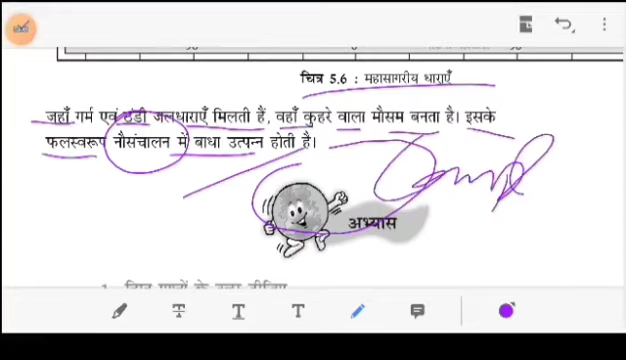 चित्र 5.6 : महासागरीय धाराएँ
जहाँ गर्म एवं ठंडी जलधाराएँ मिलती हैं, वहाँ कुहरे वाला मौसम बनता है। इसके
फलस्वरूप नौसंचालन में बाधा उत्पन्न होती है।
अभ्यास